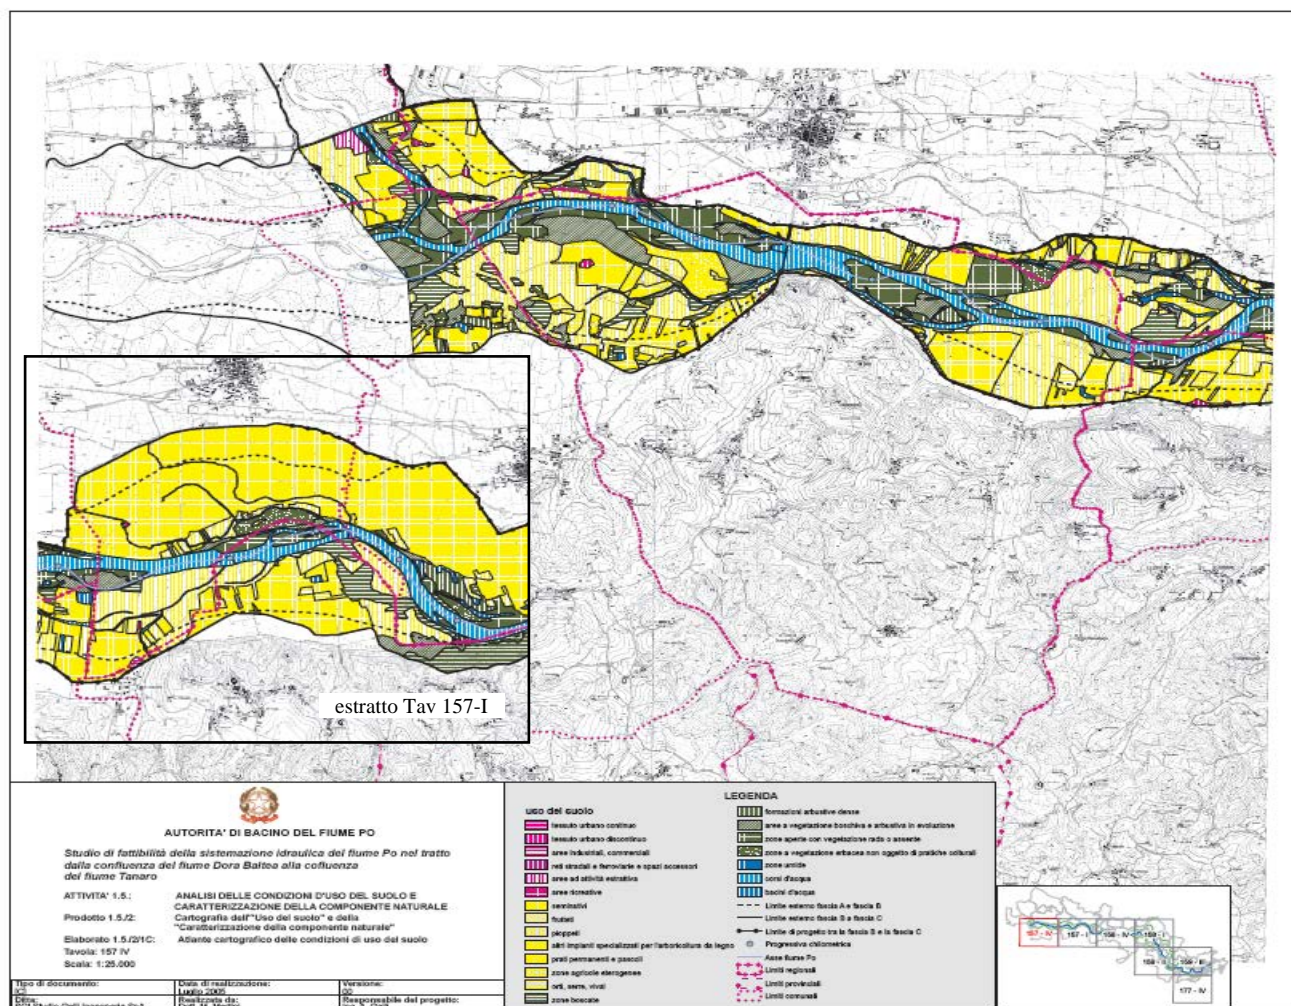 estratto Tav 157-I
AUTORITA' DI BACINO DEL FIUME PO
Studio di fattibilità della sistemazione idraulica del fiume Po nel tratto
dalla confluenza del fiume Dora Baltea alla cofluenza
del fiume Tanaro
ATTIVITA' 1.5.: ANALISI DELLE CONDIZIONI D'USO DEL SUOLO E
CARATTERIZZAZIONE DELLA COMPONENTE NATURALE
Prodotto 1.5./2: Cartografia dell'"Uso del suolo" e della
"Caratterizzazione della componente naturale"
Elaborato 1.5./2/1C: Atlante cartografico delle condizioni di uso del suolo
Tavola: 157 IV
Scala: 1:25.000
Tipo di documento: Data di realizzazione: Versione:
Luglio 2005 00
Ditta: Realizzata da: Responsabile del progetto:
LEGENDA
uso del suolo
tessuto urbano continuo
tessuto urbano discontinuo
aree industriali, commerciali
reti stradali e ferroviarie e spazi accessori
aree ad attività estrattiva
aree ricreative
seminativi
frutteti
pioppeti
altri impianti specializzati per l'arboricoltura da legno
prati permanenti e pascoli
zone agricole eterogenee
orti, serre, vivai
zone boscate
formazioni arbustive dense
aree a vegetazione boschiva e arbustiva in evoluzione
zone aperte con vegetazione rada o assente
zone a vegetazione erbacea non oggetto di pratiche colturali
zone umide
corsi d'acqua
bacini d'acqua
Limite esterno fascia A e fascia B
Limite esterno fascia B a fascia C
Limite di progetto tra la fascia B e la fascia C
Progressiva chilometrica
Asse fiume Po
Limiti regionali
Limiti provinciali
Limiti comunali
157 - IV
157 - I
158 - IV
158 - I
158 - II
159 - III
177 - IV